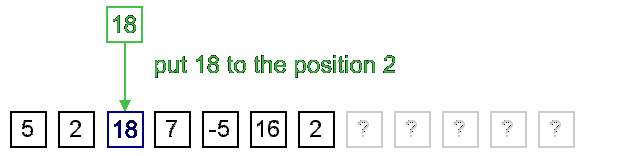 18
put 18 to the position 2
5 2 18 7 -5 16 2 ? ? ? ? ?